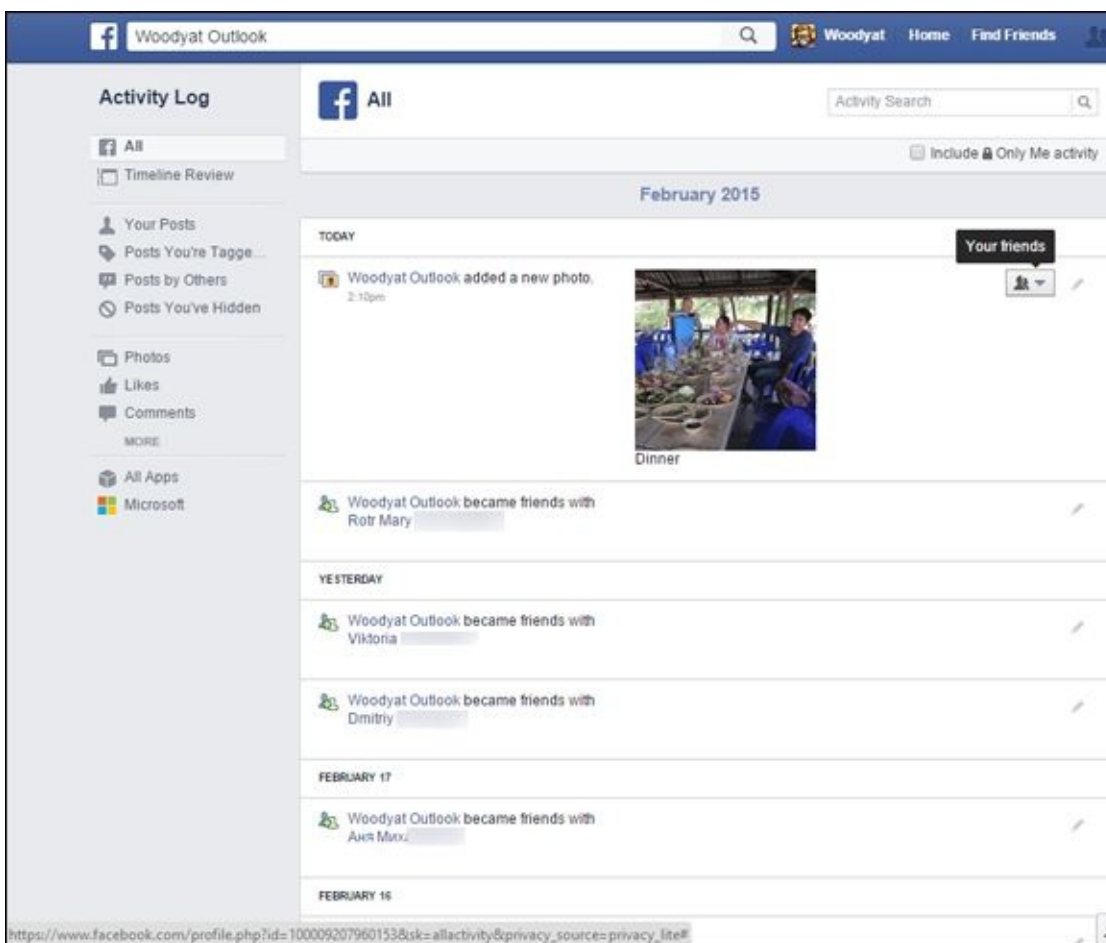 Woodyat Outlook
Woodyat Home Find Friends
Activity Log
All
Timeline Review
Your Posts
Posts You're Tagge...
Posts by Others
Posts You've Hidden
Photos
Likes
Comments
MORE
All Apps
Microsoft
All
Activity Search
Include Only Me activity
February 2015
TODAY
Your friends
Woodyat Outlook added a new photo.
2:10pm
Dinner
Woodyat Outlook became friends with
Rotr Mary
YESTERDAY
Woodyat Outlook became friends with
Viktoria
Woodyat Outlook became friends with
Dmitriy
FEBRUARY 17
Woodyat Outlook became friends with
Аня
FEBRUARY 16
https://www.facebook.com/profile.php?id=100009207960153&sk=allactivity&privacy_source=privacy_lite#